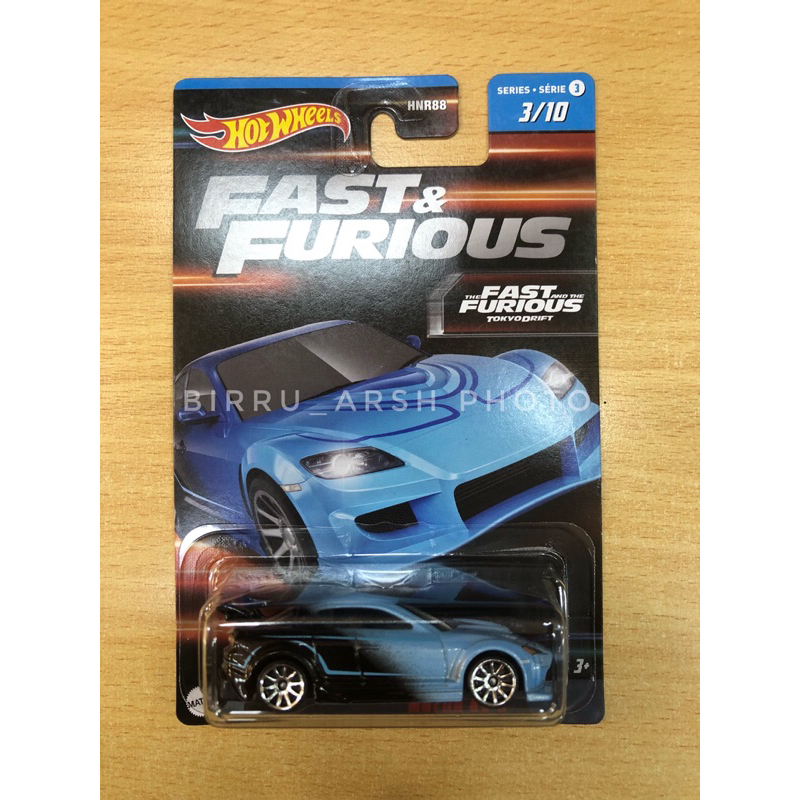 HOT WHEELS
HNR88
SERIES • SÉRIE 3
3/10
FAST &
FURIOUS
THE FAST AND THE
FURIOUS
TOKYO DRIFT
BIRRU_ARSH PHOTO
3+